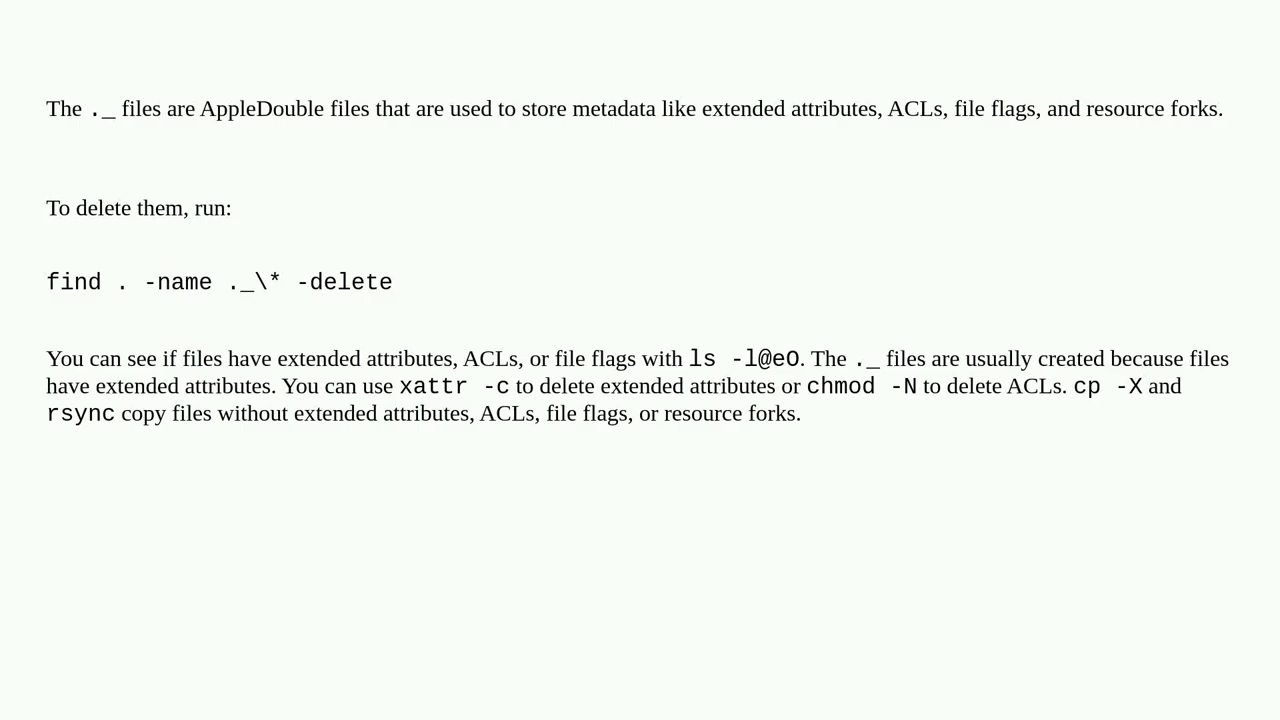 The ._ files are AppleDouble files that are used to store metadata like extended attributes, ACLs, file flags, and resource forks.
To delete them, run:
find . -name ._\* -delete
You can see if files have extended attributes, ACLs, or file flags with ls -l@eO. The ._ files are usually created because files
have extended attributes. You can use xattr -c to delete extended attributes or chmod -N to delete ACLs. cp -X and
rsync copy files without extended attributes, ACLs, file flags, or resource forks.